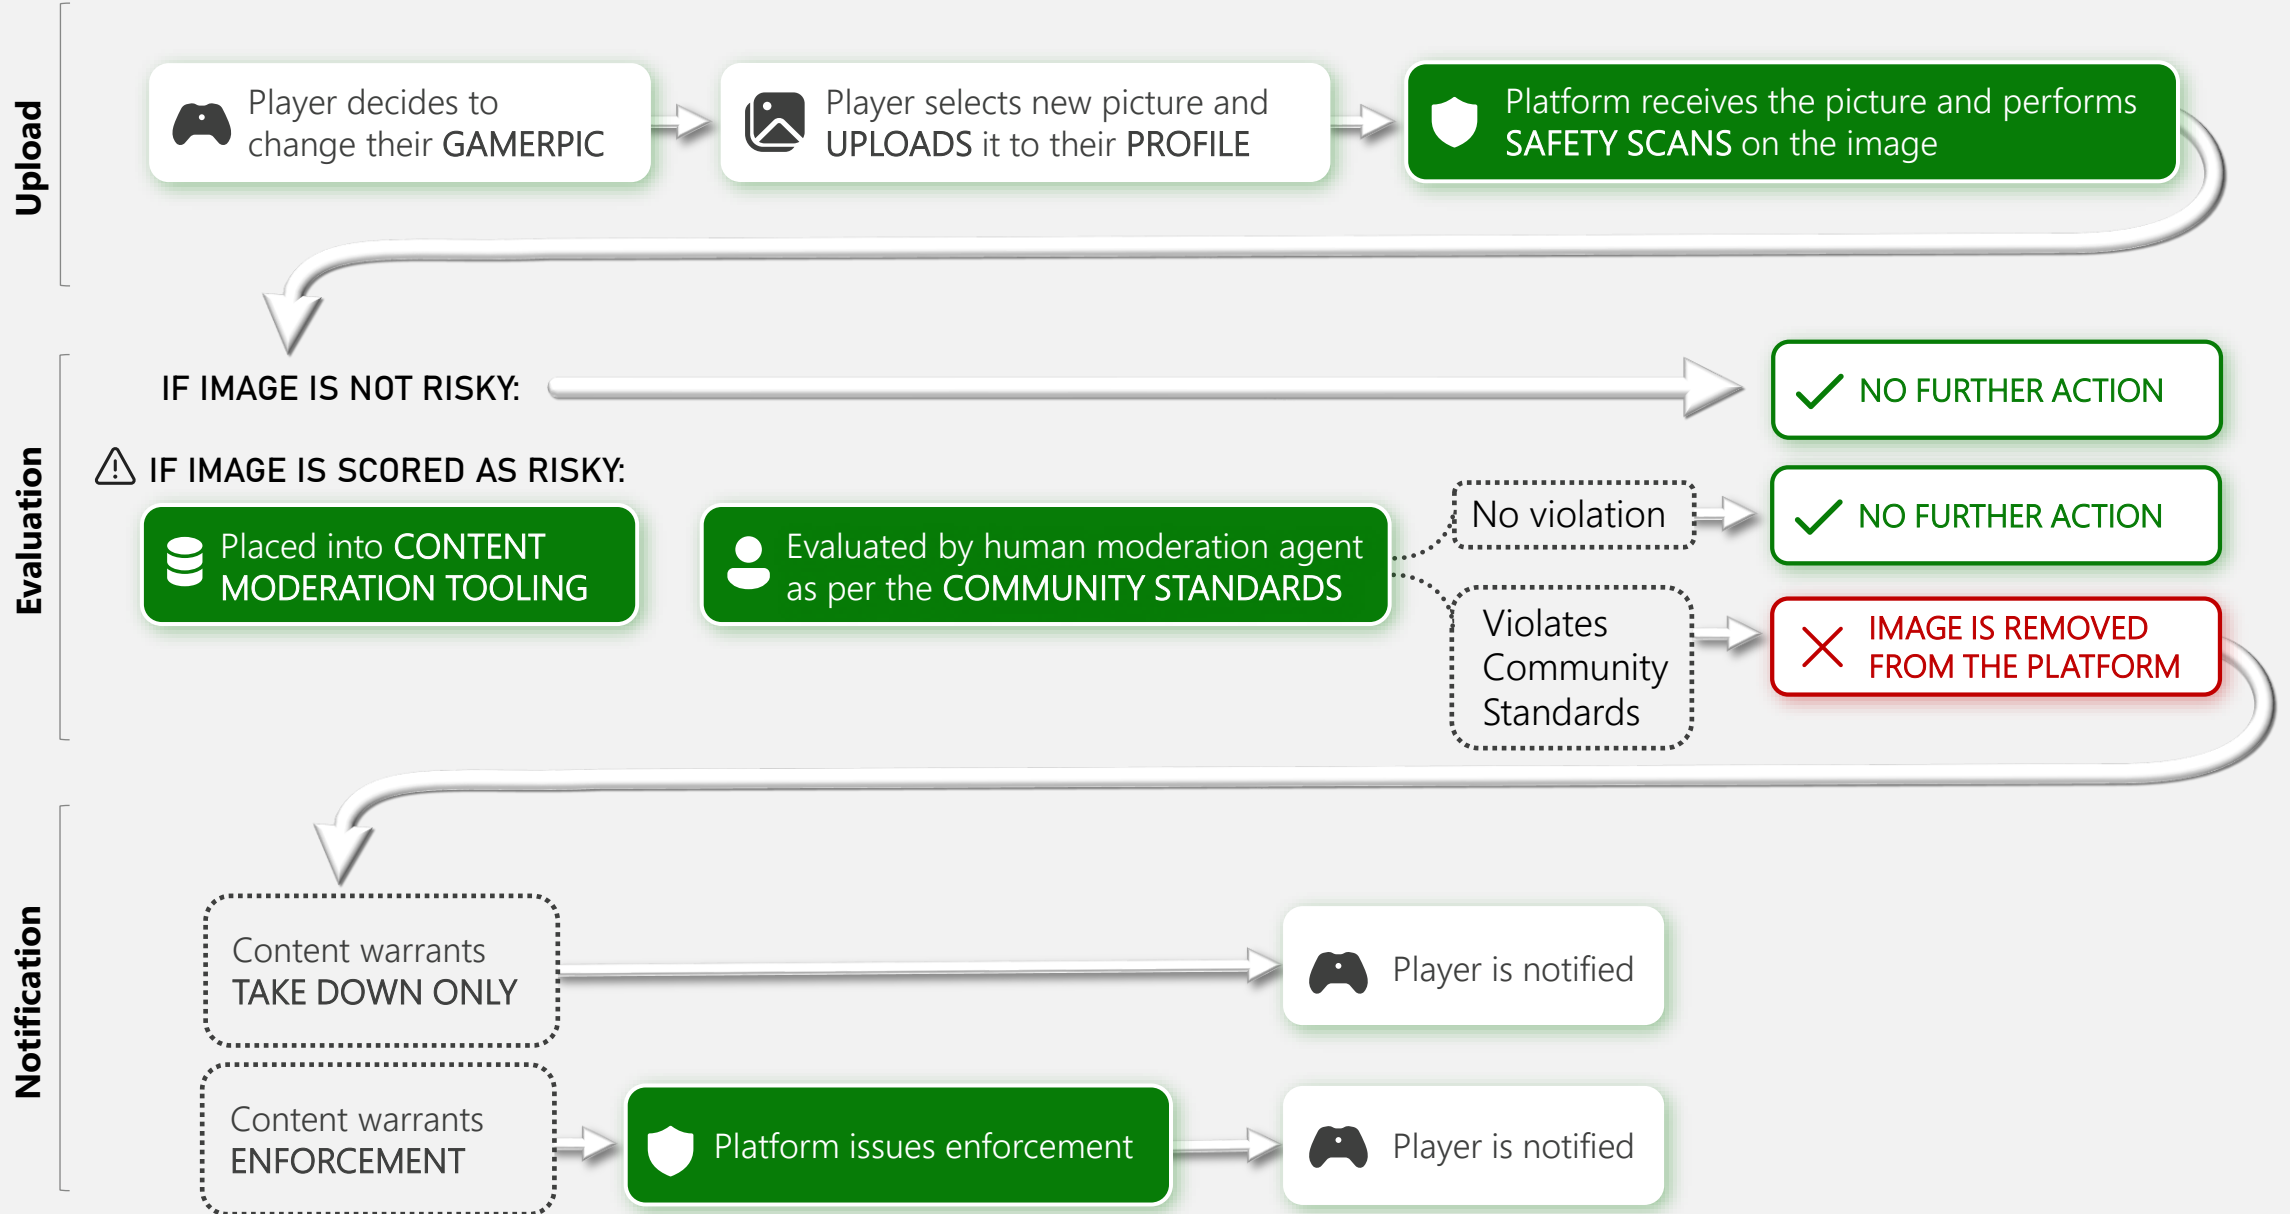 Upload
Player decides to
change their GAMERPIC
Player selects new picture and
UPLOADS it to their PROFILE
Platform receives the picture and performs
SAFETY SCANS on the image
Evaluation
IF IMAGE IS NOT RISKY:
NO FURTHER ACTION
IF IMAGE IS SCORED AS RISKY:
Placed into CONTENT
MODERATION TOOLING
Evaluated by human moderation agent
as per the COMMUNITY STANDARDS
No violation
NO FURTHER ACTION
Violates
Community
Standards
IMAGE IS REMOVED
FROM THE PLATFORM
Notification
Content warrants
TAKE DOWN ONLY
Player is notified
Content warrants
ENFORCEMENT
Platform issues enforcement
Player is notified